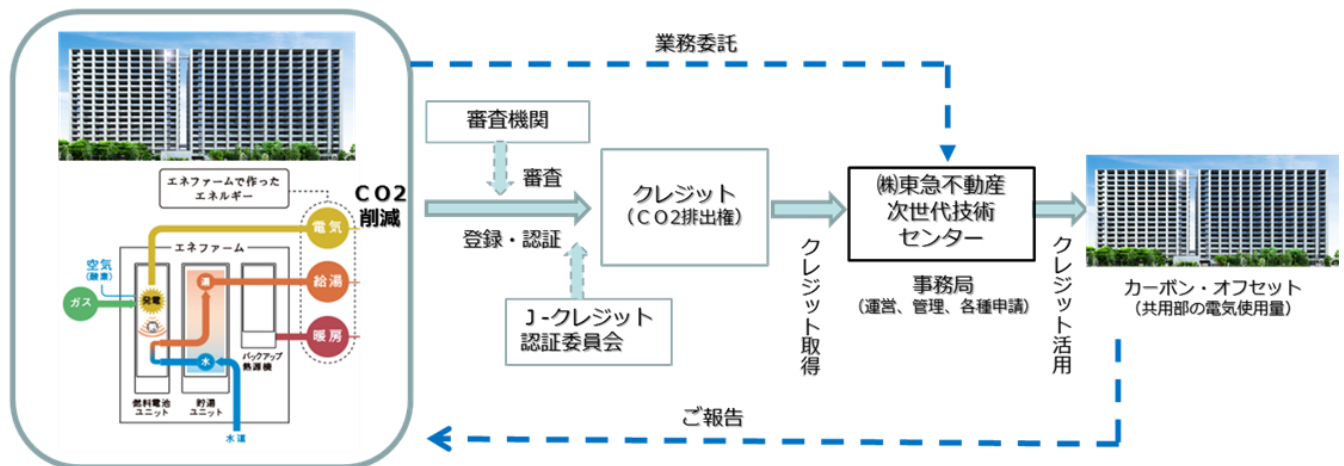 業務委託
審査機関
審査
エネファームで作った
エネルギー
CO2
削減
登録・認証
クレジット
(CO2排出権)
㈱東急不動産
次世代技術
センター
クレジット取得
クレジット活用
事務局
(運営、管理、各種申請)
カーボン・オフセット
(共用部の電気使用量)
J-クレジット
認証委員会
エネファーム
電気
給湯
暖房
空気
(酸素)
ガス
発電
熱
湯
水
バックアップ
熱源機
燃料電池
ユニット
貯湯
ユニット
水道
ご報告